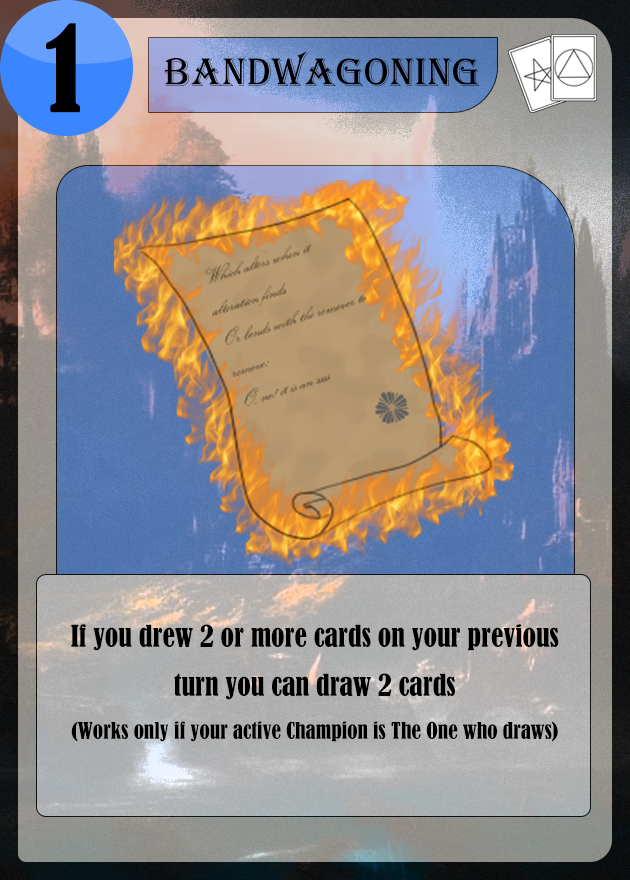 1
BANDWAGONING
Which alters when it
alteration finds
Or bends with the remover to
remove:
O, no! it is an ssss
If you drew 2 or more cards on your previous
turn you can draw 2 cards
(Works only if your active Champion is The One who draws)